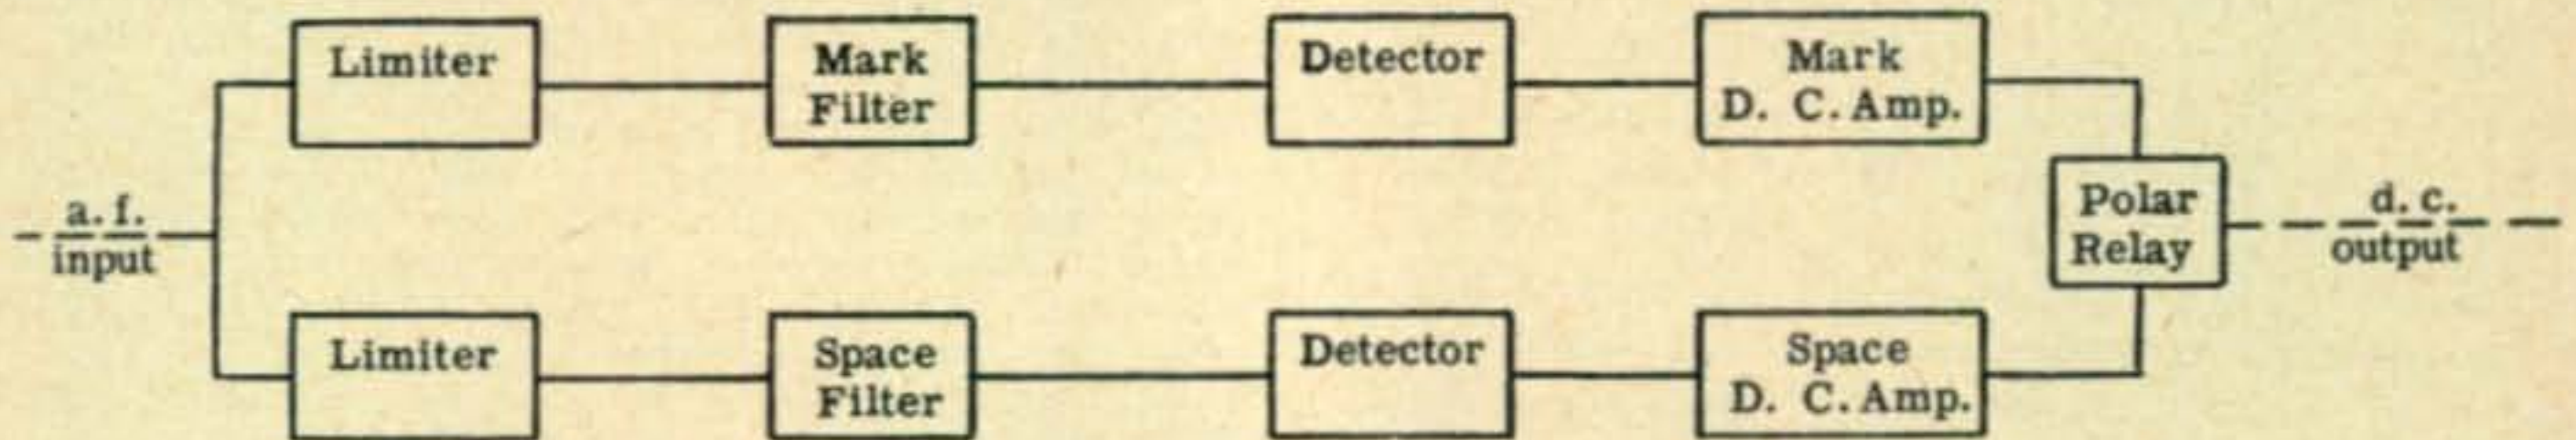 Limiter
Mark
Filter
Detector
Mark
D. C. Amp.
a. f.
input
Polar
Relay
d. c.
output
Limiter
Space
Filter
Detector
Space
D. C. Amp.